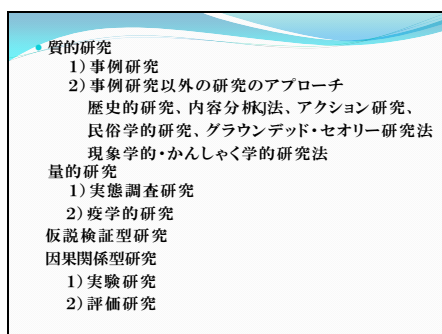 • 質的研究
1）事例研究
2）事例研究以外の研究のアプローチ
歴史的研究、内容分析KJ法、アクション研究、
民俗学的研究、グラウンデッド・セオリー研究法
現象学的・かんしゃく学的研究法
量的研究
1）実態調査研究
2）疫学的研究
仮説検証型研究
因果関係型研究
1）実験研究
2）評価研究